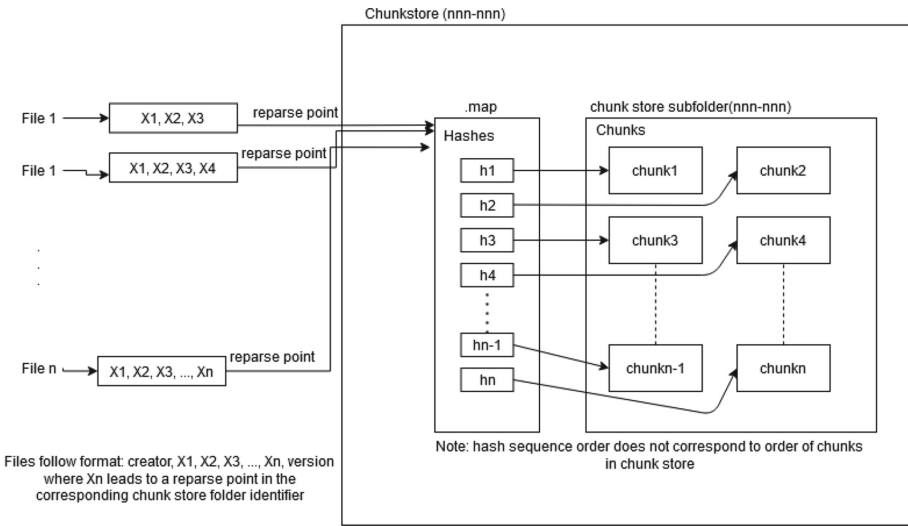 Chunkstore (nnn-nnn)
File 1
X1, X2, X3
reparse point
File 1
X1, X2, X3, X4
reparse point
.
.
.
File n
X1, X2, X3, ..., Xn
reparse point
.map
Hashes
h1
h2
h3
h4
hn-1
hn
chunk store subfolder(nnn-nnn)
Chunks
chunk1
chunk2
chunk3
chunk4
chunkn-1
chunkn
Note: hash sequence order does not correspond to order of chunks
in chunk store
Files follow format: creator, X1, X2, X3, ..., Xn, version
where Xn leads to a reparse point in the
corresponding chunk store folder identifier